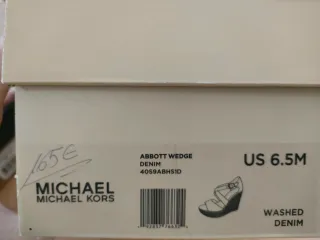 165€
ABBOTT WEDGE
DENIM
40S9ABHS1D
US 6.5M
MICHAEL
MICHAEL KORS
WASHED
DENIM